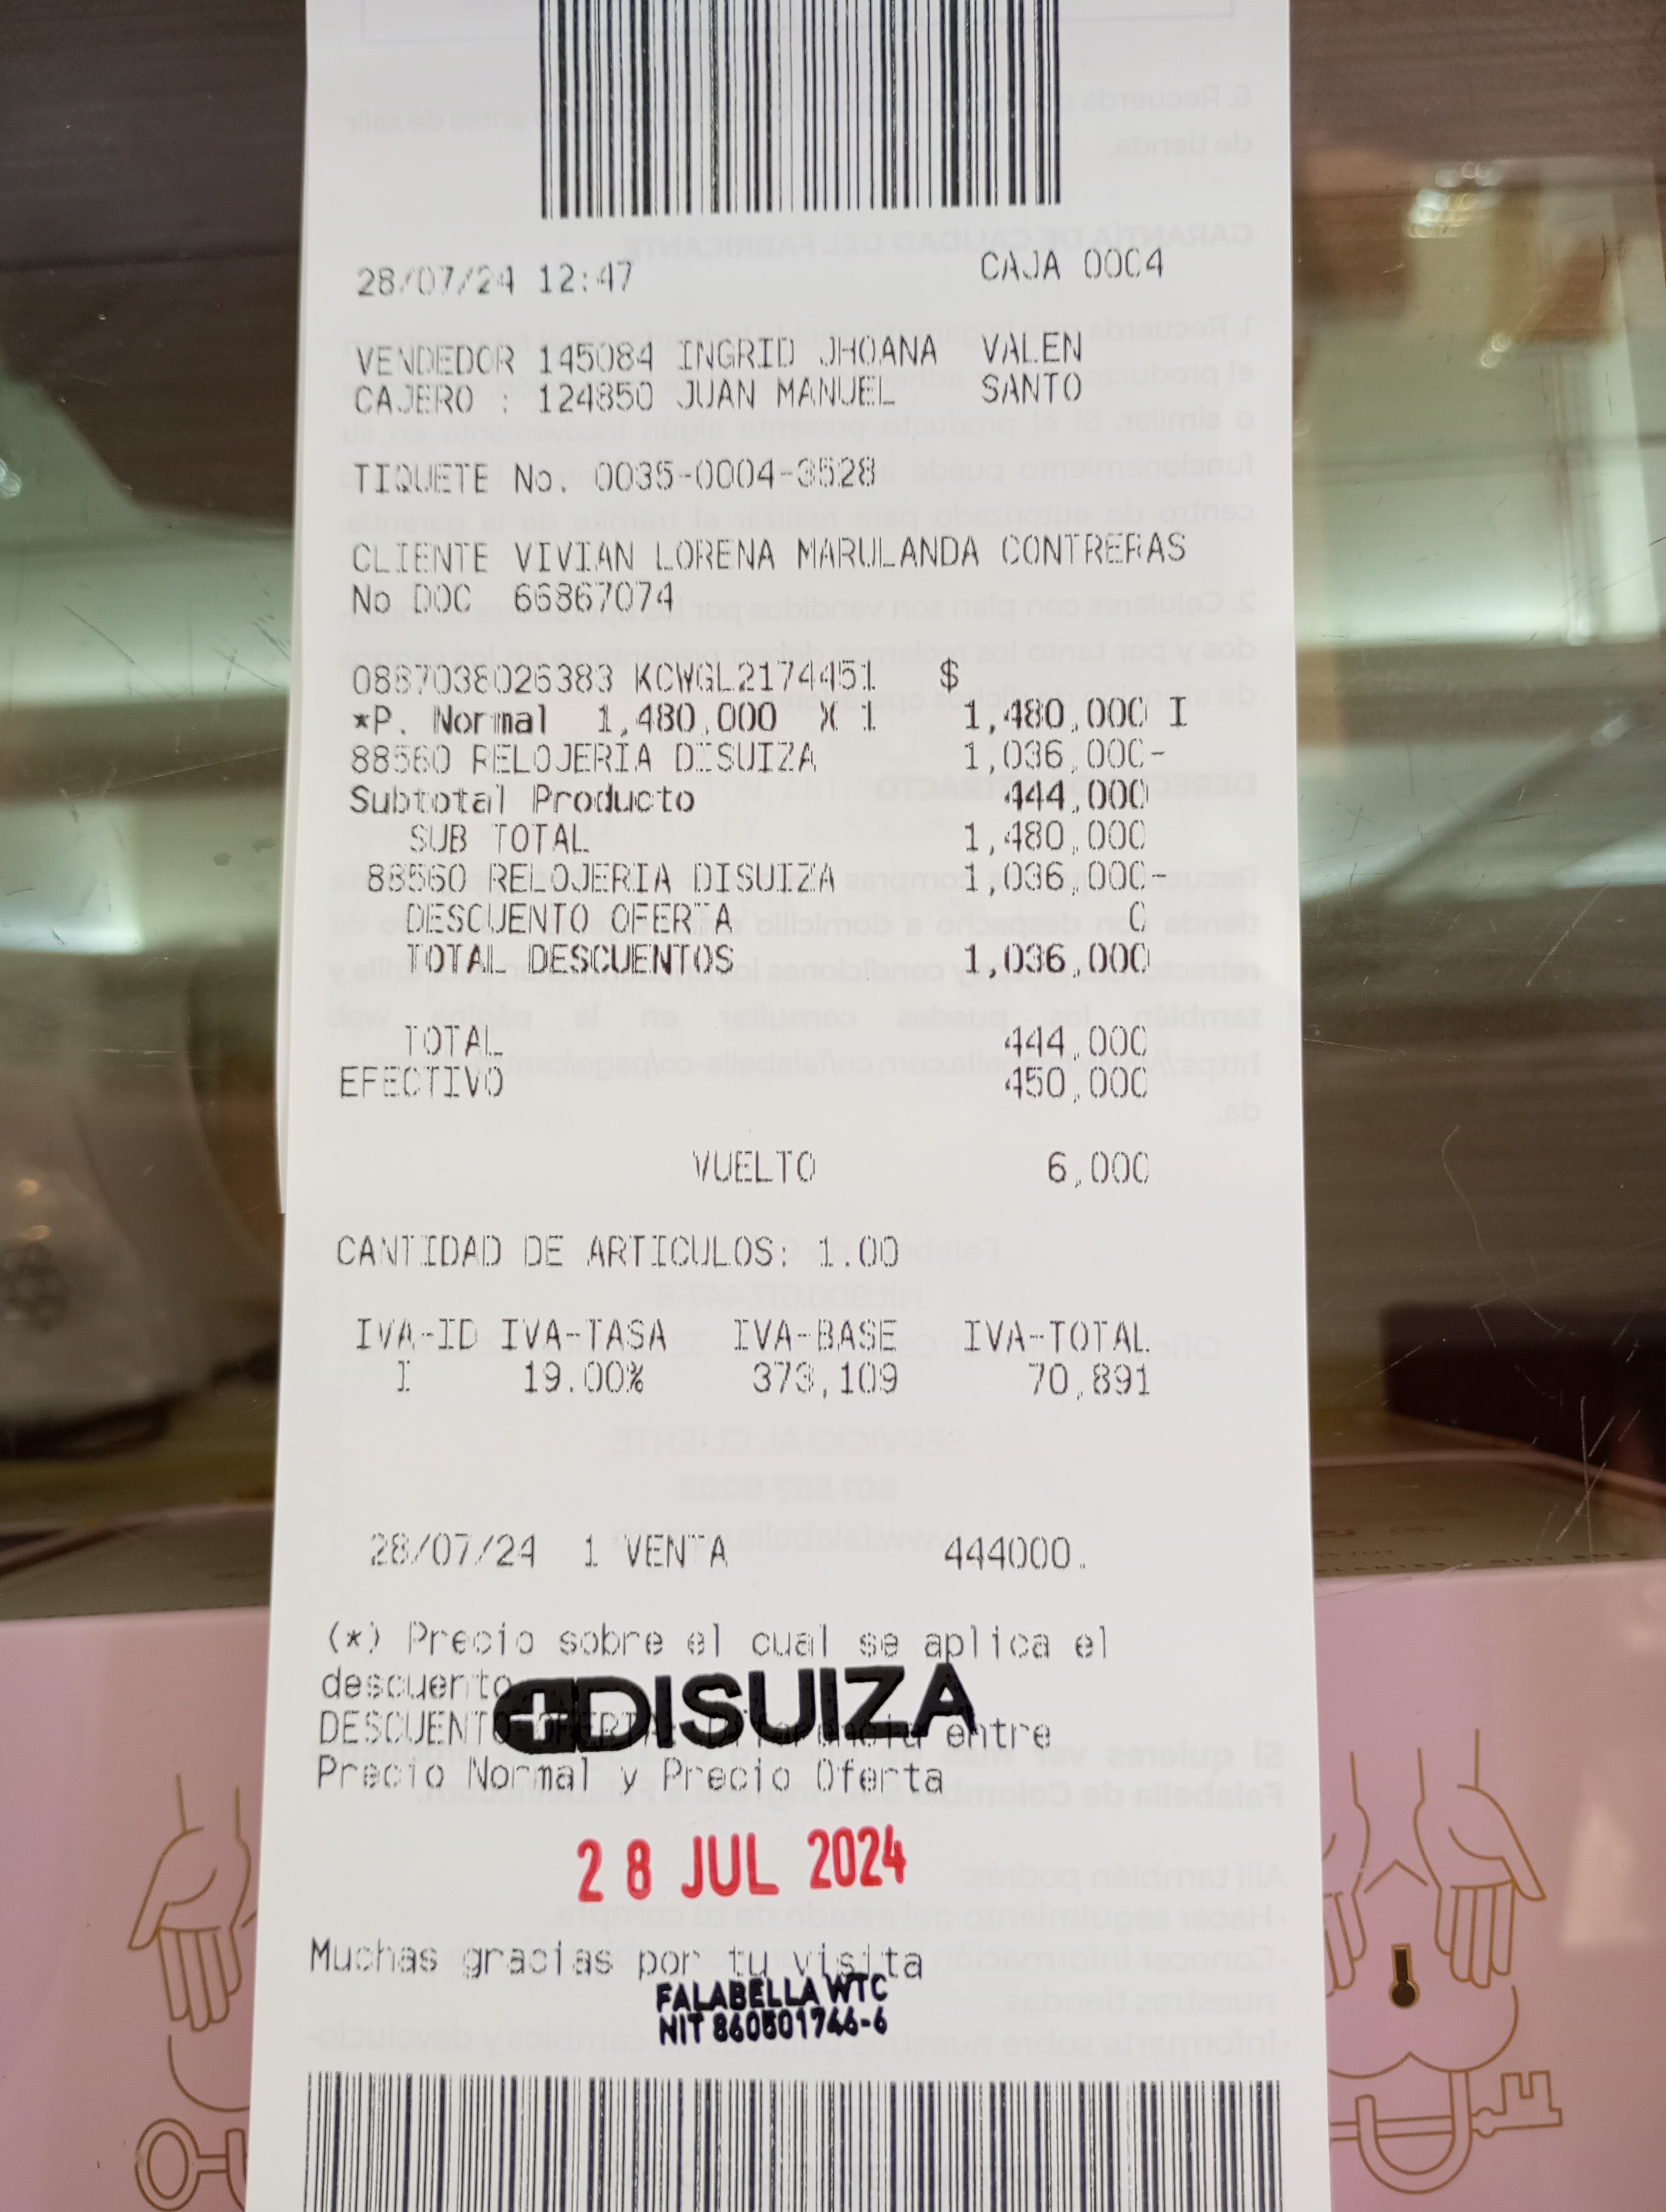 28/07/24 12:47 CAJA 0004
VENDEDOR 145084 INGRID JHOANA VALEN
CAJERO : 124850 JUAN MANUEL SANTO
TIQUETE No. 0035-0004-3528
CLIENTE VIVIAN LORENA MARULANDA CONTRERAS
No DOC 66867074
KCWGL2174451 $
*P. Normal 1,480,000 X 1 1,480,000 I
88560 RELOJERIA DISUIZA 1,036,000-
Subtotal Producto 444,000
SUB TOTAL 1,480,000
88560 RELOJERIA DISUIZA 1,036,000-
DESCUENTO OFERTA 0
TOTAL DESCUENTOS 1,036,000
TOTAL 444,000
EFECTIVO 450,000
VUELTO 6,000
CANTIDAD DE ARTICULOS: 1.00
IVA-ID IVA-TASA IVA-BASE IVA-TOTAL
I 19.00% 373,109 70,891
28/07/24 1 VENTA 444000.
(*) Precio sobre el cual se aplica el
descuento
DISUIZA
DESCUENTO OFERTA: Diferencia entre
Precio Normal y Precio Oferta
28 JUL 2024
Muchas gracias por tu visita
FALABELLA WTC
NIT 860501766-6